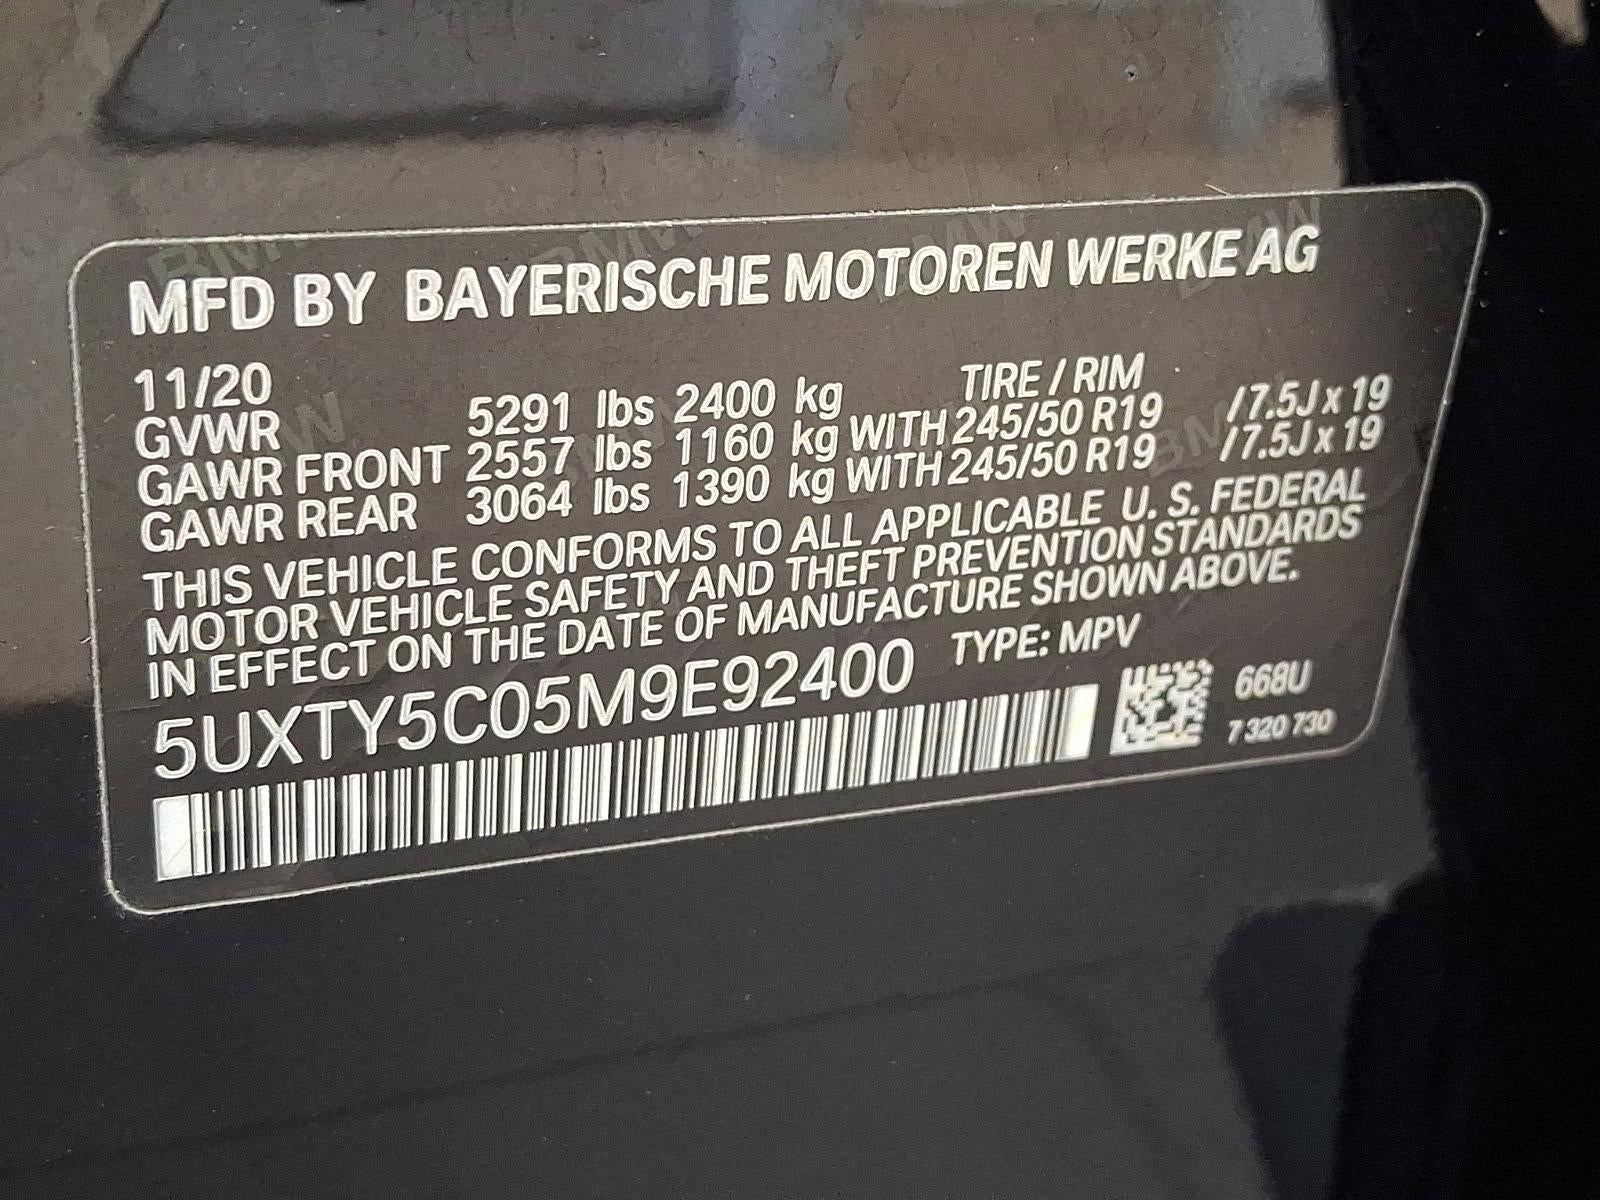 MFD BY BAYERISCHE MOTOREN WERKE AG
11/20 TIRE / RIM
GVWR 5291 lbs 2400 kg
GAWR FRONT 2557 lbs 1160 kg WITH 245/50 R19 /7.5J x 19
GAWR REAR 3064 lbs 1390 kg WITH 245/50 R19 /7.5J x 19
THIS VEHICLE CONFORMS TO ALL APPLICABLE U. S. FEDERAL
MOTOR VEHICLE SAFETY AND THEFT PREVENTION STANDARDS
IN EFFECT ON THE DATE OF MANUFACTURE SHOWN ABOVE.
5UXTY5C05M9E92400 TYPE: MPV
668U
7 320 730